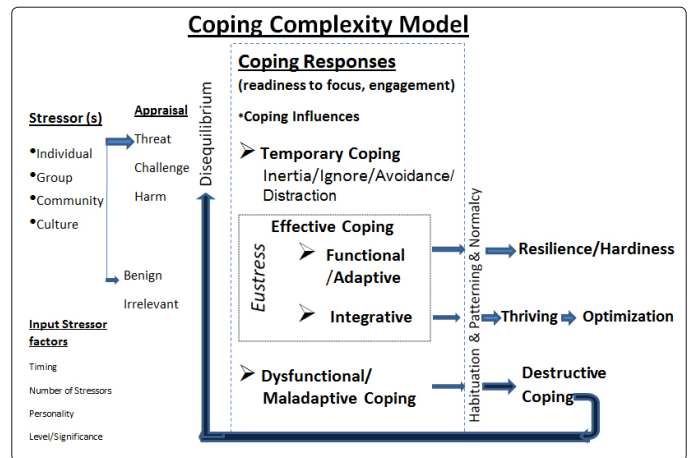 Coping Complexity Model
Stressor (s)
•Individual
•Group
•Community
•Culture
Input Stressor
factors
Timing
Number of Stressors
Personality
Level/Significance
Appraisal
Threat
Challenge
Harm
Benign
Irrelevant
Disequilibrium
Coping Responses
(readiness to focus, engagement)
*Coping Influences
➢ Temporary Coping
Inertia/Ignore/Avoidance/
Distraction
Effective Coping
Eustress
➢ Functional
/Adaptive
➢ Integrative
➢ Dysfunctional/
Maladaptive Coping
Habituation & Patterning & Normalcy
Resilience/Hardiness
Thriving
Optimization
Destructive
Coping